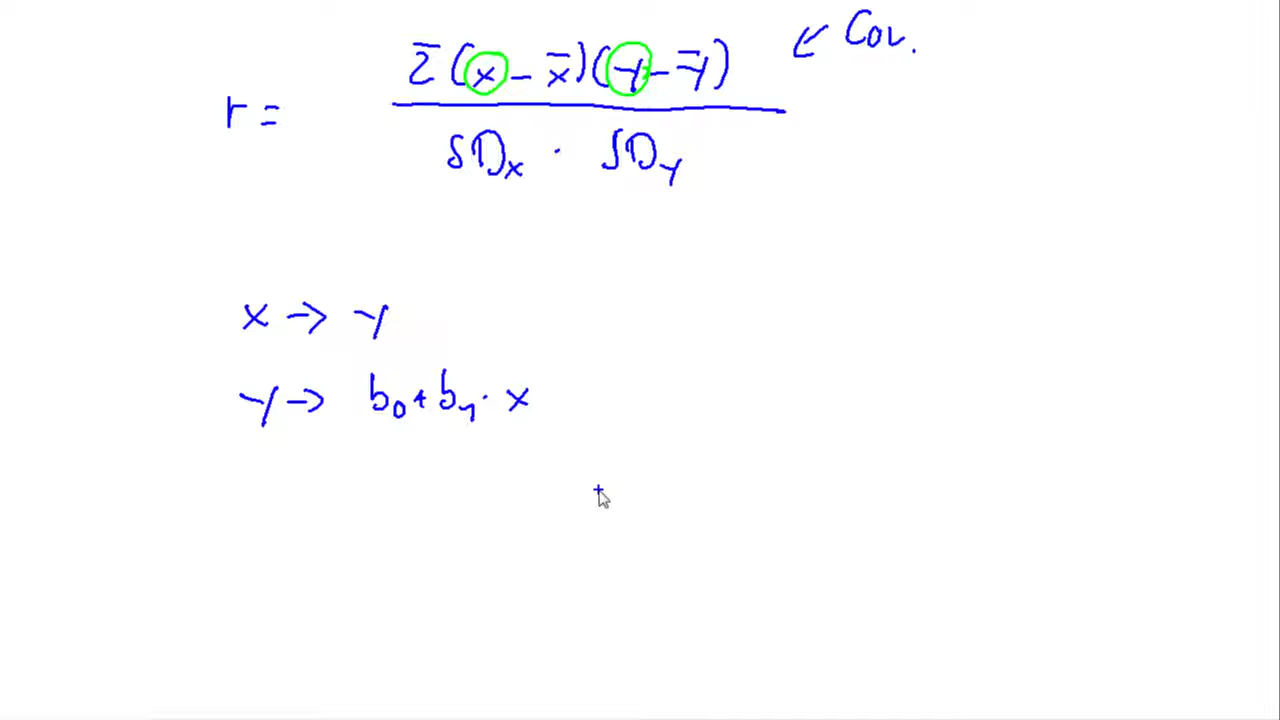 Σ(x - x̄)(y - ȳ) ← Cov.
r =
SDx · SDy
x → y
y → b0 + b1 · x